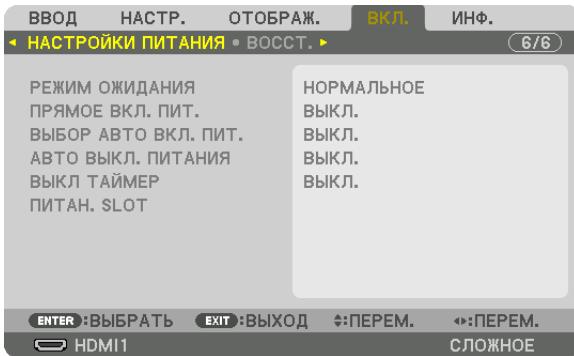 ВВОД НАСТР. ОТОБРАЖ. ВКЛ. ИНФ.
НАСТРОЙКИ ПИТАНИЯ • ВОССТ. 6/6
РЕЖИМ ОЖИДАНИЯ НОРМАЛЬНОЕ
ПРЯМОЕ ВКЛ. ПИТ. ВЫКЛ.
ВЫБОР АВТО ВКЛ. ПИТ. ВЫКЛ.
АВТО ВЫКЛ. ПИТАНИЯ ВЫКЛ.
ВЫКЛ ТАЙМЕР ВЫКЛ.
ПИТАН. SLOT
ENTER :ВЫБРАТЬ EXIT :ВЫХОД :ПЕРЕМ. :ПЕРЕМ.
HDMI1 СЛОЖНОЕ